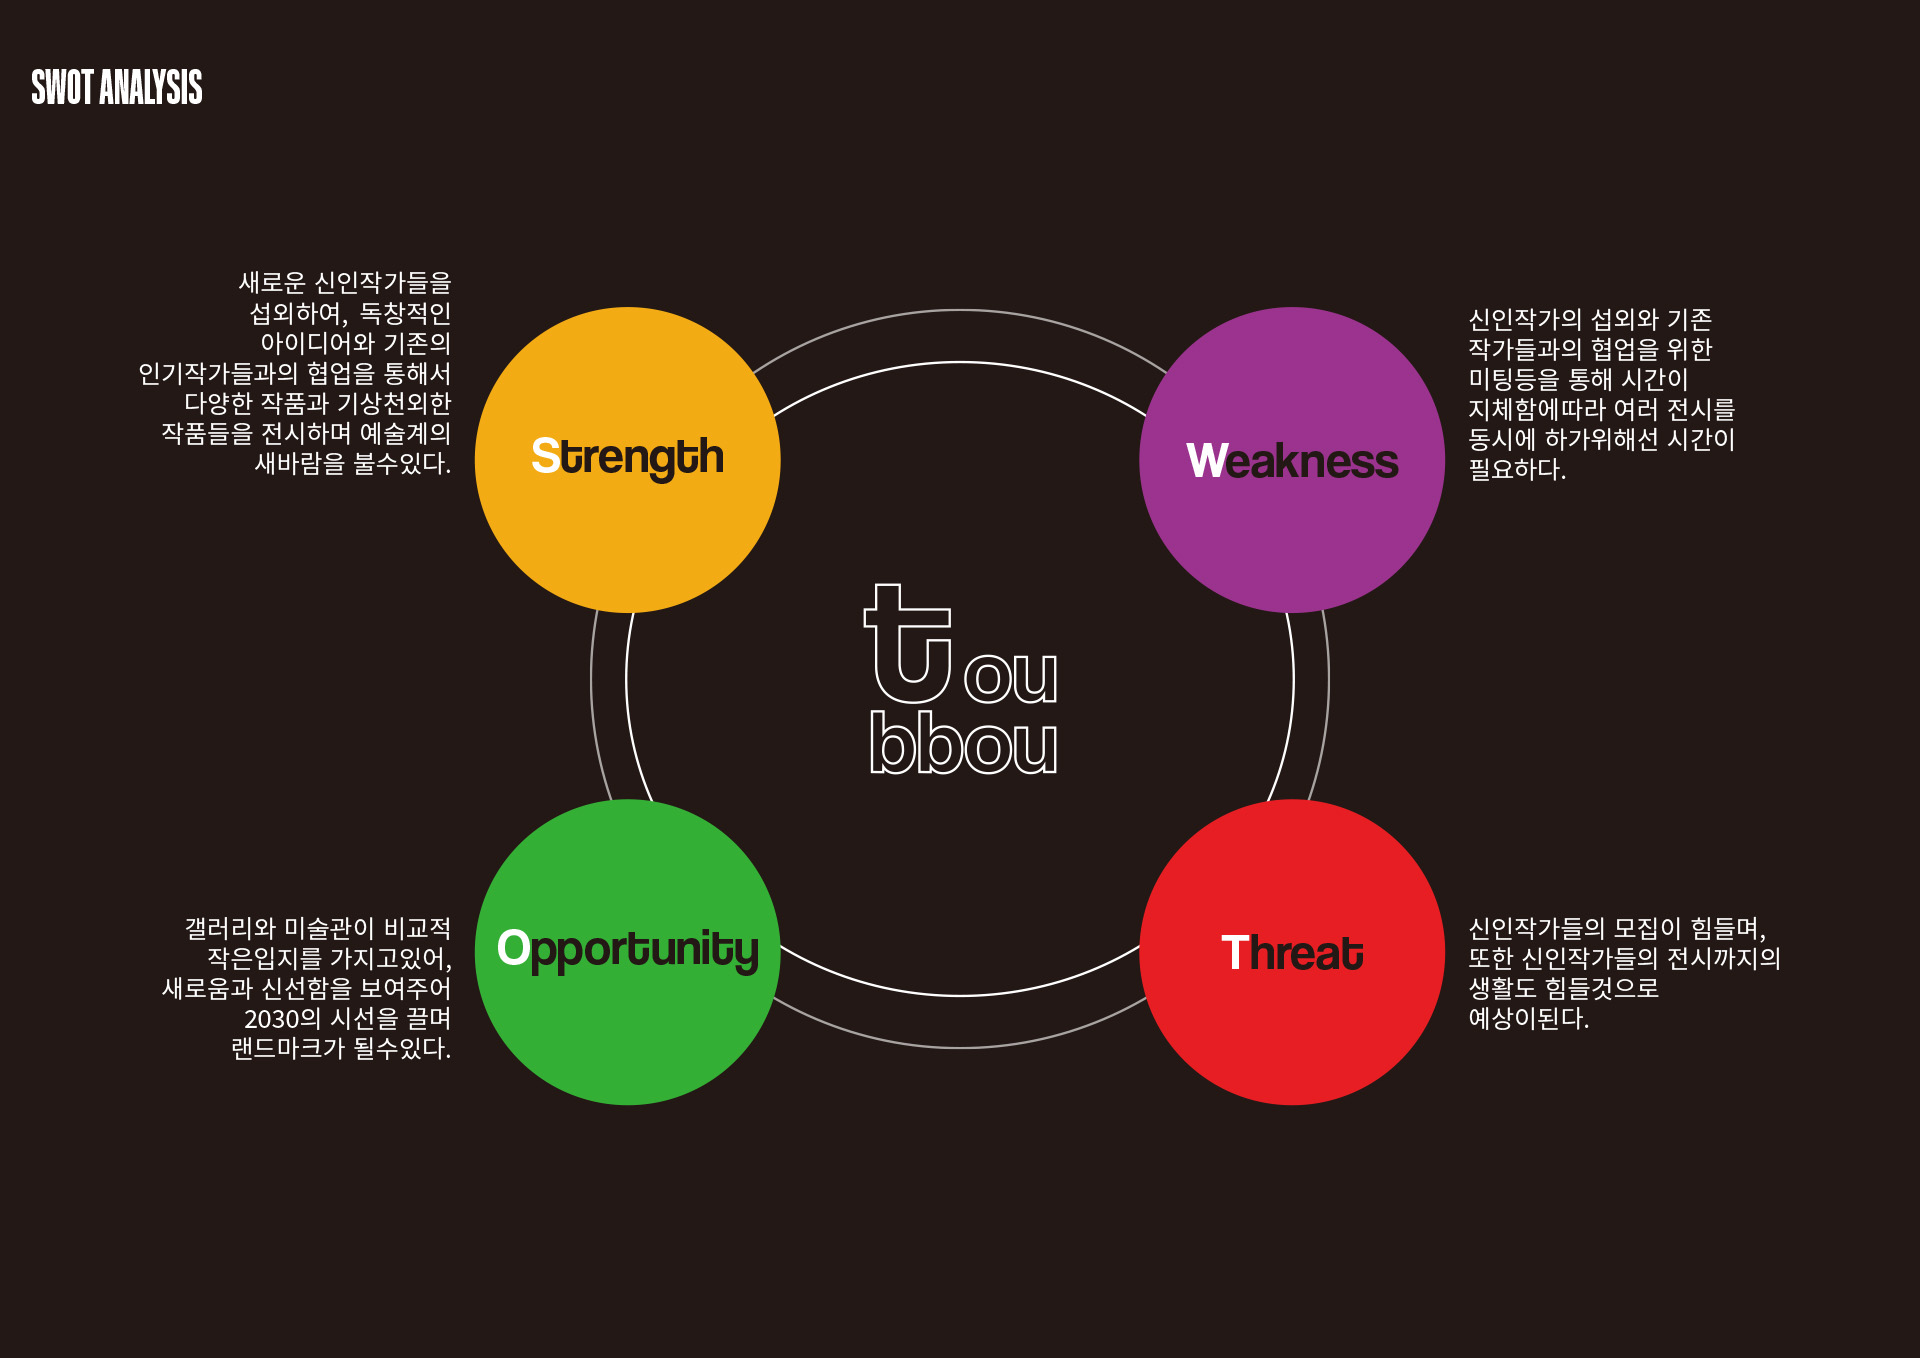 SWOT ANALYSIS
새로운 신인작가들을
섭외하여, 독창적인
아이디어와 기존의
인기작가들과의 협업을 통해서
다양한 작품과 기상천외한
작품들을 전시하며 예술계의
새바람을 불수있다.
Strength
Weakness
신인작가의 섭외와 기존
작가들과의 협업을 위한
미팅등을 통해 시간이
지체함에따라 여러 전시를
동시에 하가위해선 시간이
필요하다.
tou
bbou
갤러리와 미술관이 비교적
작은입지를 가지고있어,
새로움과 신선함을 보여주어
2030의 시선을 끌며
랜드마크가 될수있다.
Opportunity
Threat
신인작가들의 모집이 힘들며,
또한 신인작가들의 전시까지의
생활도 힘들것으로
예상이된다.